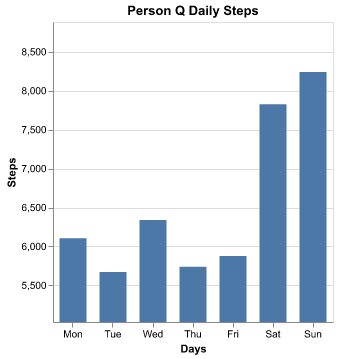 Person Q Daily Steps
8,500
8,000
7,500
7,000
6,500
6,000
5,500
Steps
Mon Tue Wed Thu Fri Sat Sun
Days